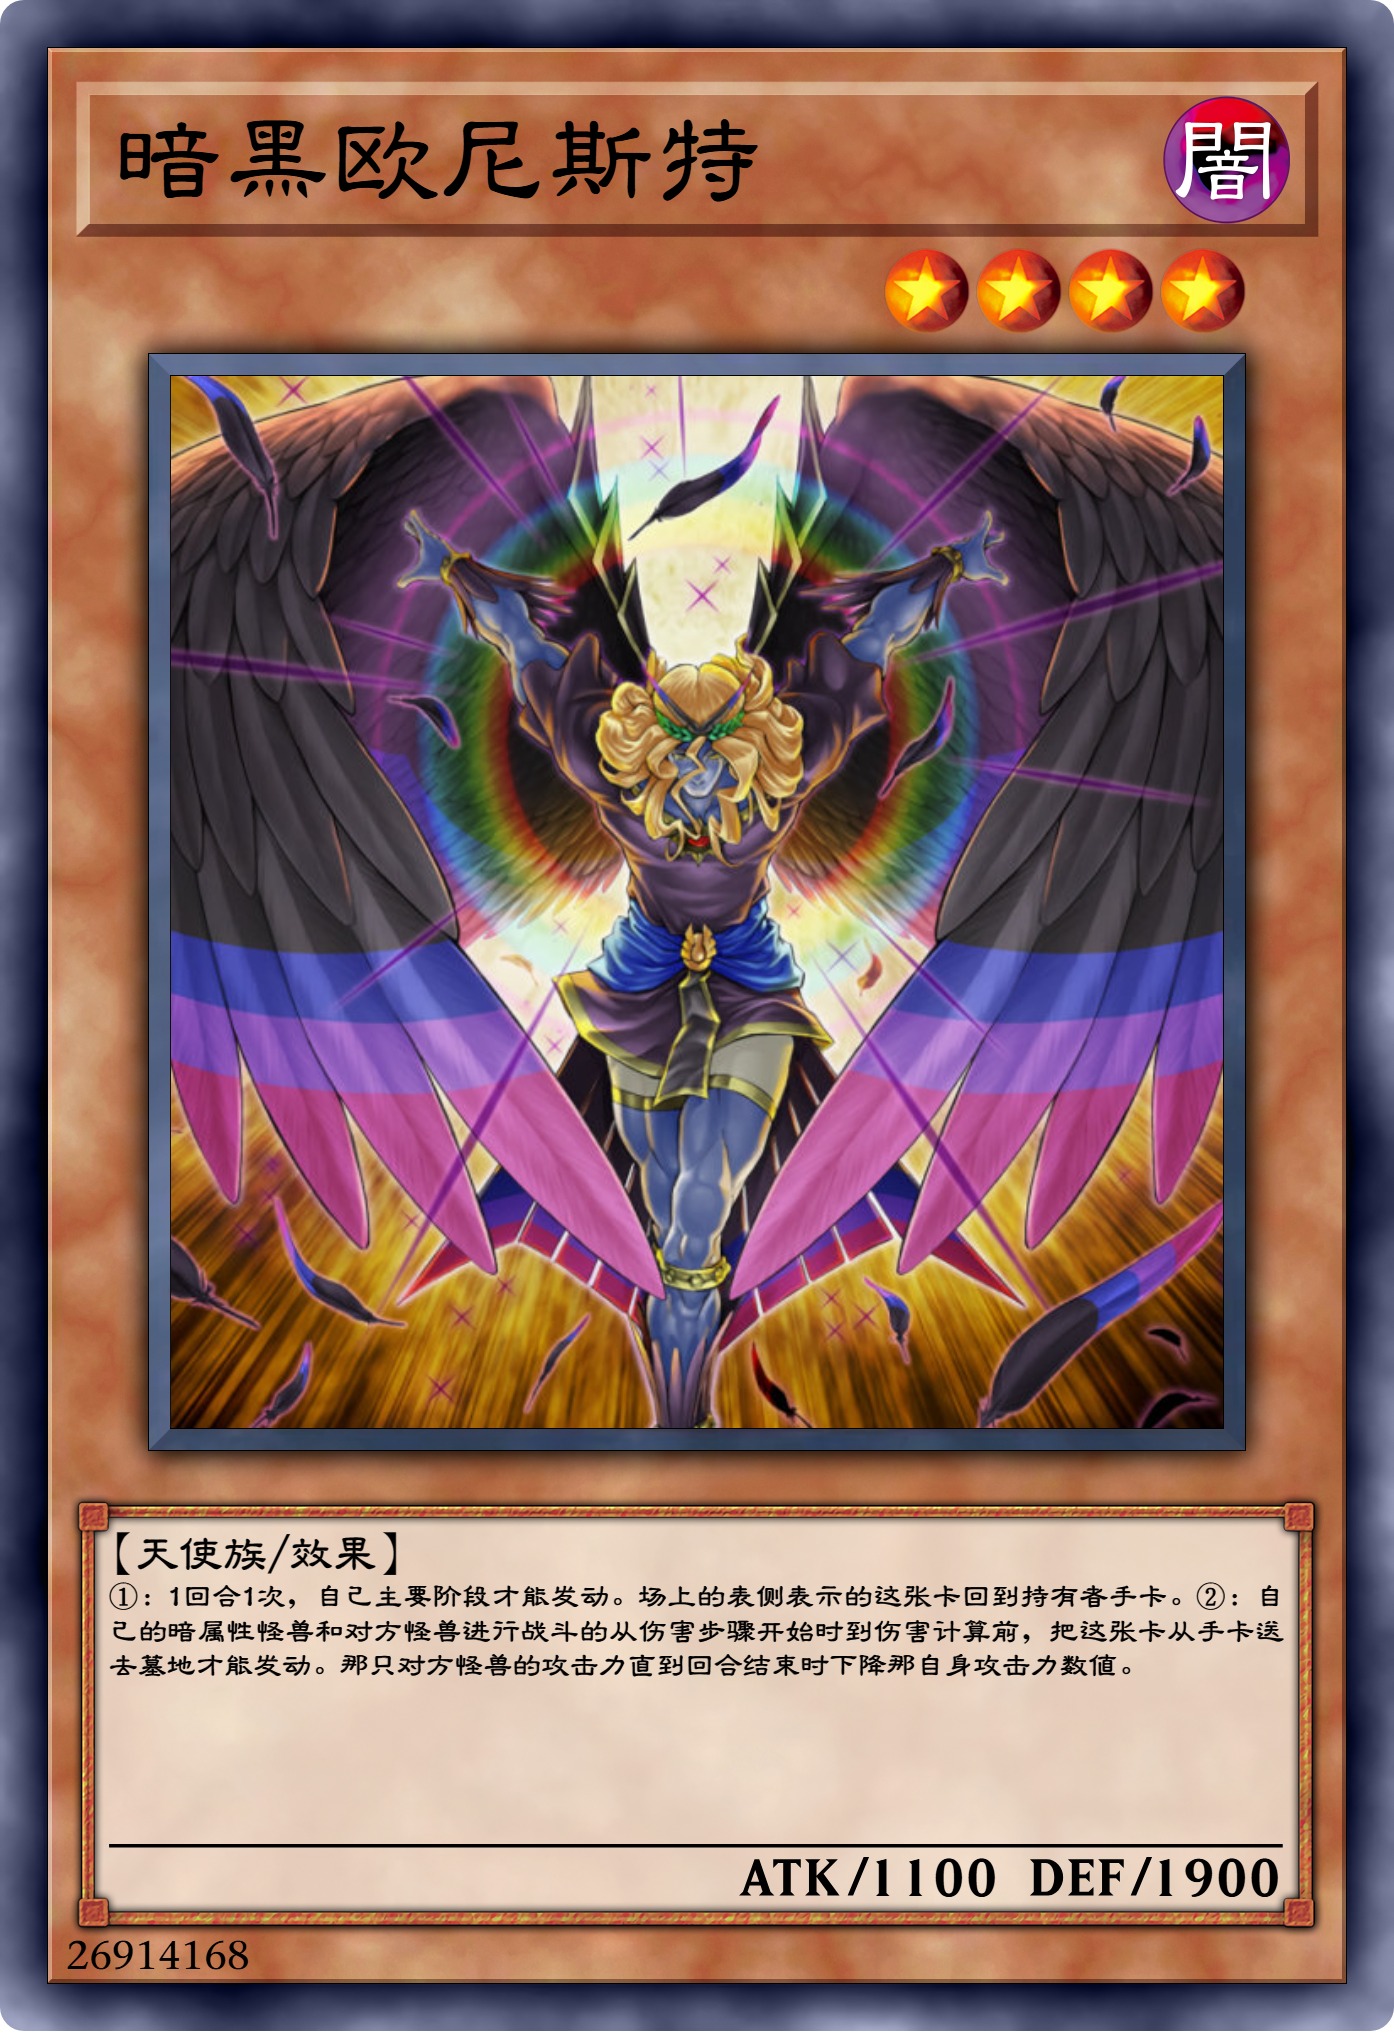 暗黑欧尼斯特
闇
【天使族/效果】
①：1回合1次，自己主要阶段才能发动。场上的表侧表示的这张卡回到持有者手卡。②：自
己的暗属性怪兽和对方怪兽进行战斗的从伤害步骤开始时到伤害计算前，把这张卡从手卡送
去墓地才能发动。那只对方怪兽的攻击力直到回合结束时下降那自身攻击力数值。
ATK/1100 DEF/1900
26914168